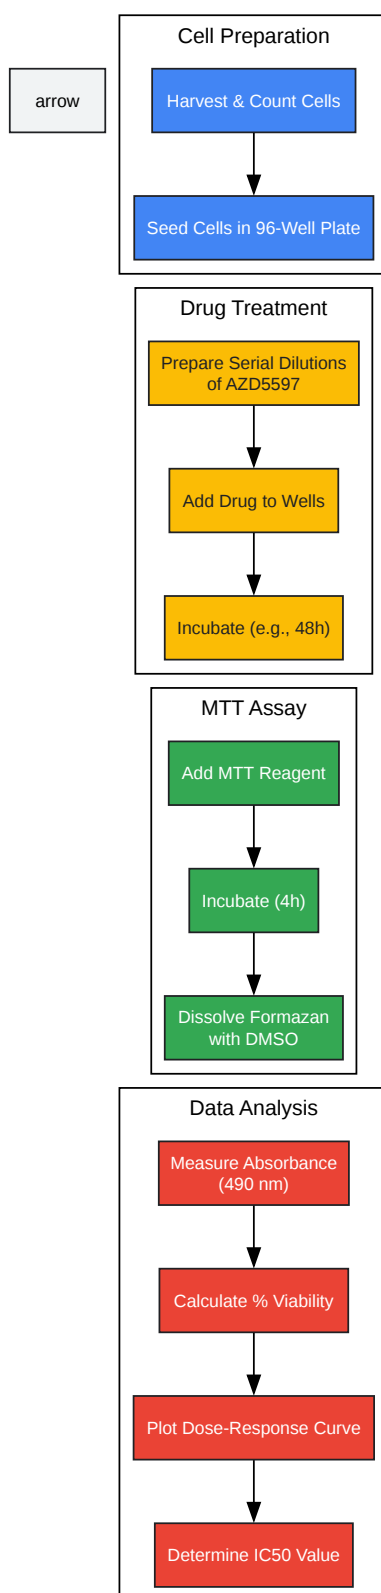 Cell Preparation
arrow
Harvest & Count Cells
Seed Cells in 96-Well Plate
Drug Treatment
Prepare Serial Dilutions
of AZD5597
Add Drug to Wells
Incubate (e.g., 48h)
MTT Assay
Add MTT Reagent
Incubate (4h)
Dissolve Formazan
with DMSO
Data Analysis
Measure Absorbance
(490 nm)
Calculate % Viability
Plot Dose-Response Curve
Determine IC50 Value